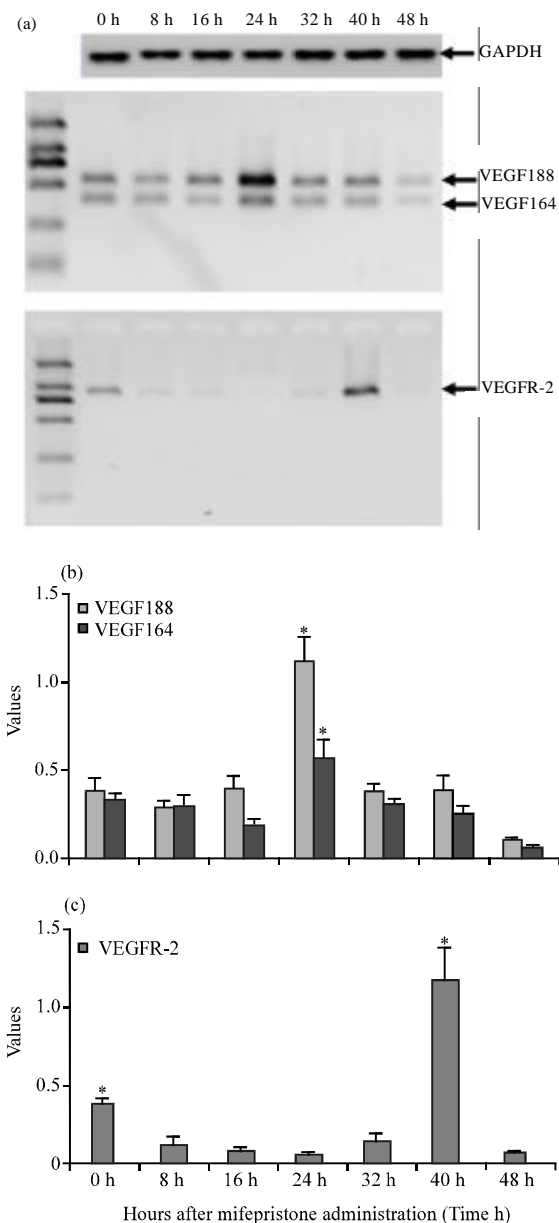 (a)
0 h 8 h 16 h 24 h 32 h 40 h 48 h
GAPDH
VEGF188
VEGF164
VEGFR-2
(b)
1.5
VEGF188
VEGF164
*
1.0
*
Values
0.5
0.0
(c)
1.5
VEGFR-2
*
1.0
Values
0.5
*
0
0 h 8 h 16 h 24 h 32 h 40 h 48 h
Hours after mifepristone administration (Time h)